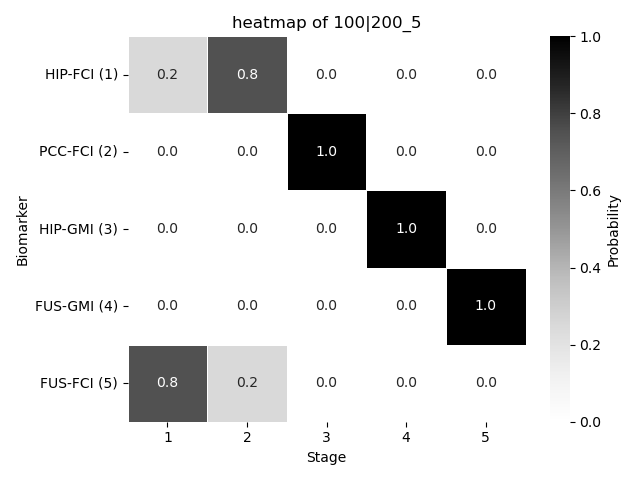 heatmap of 100|200_5
HIP-FCI (1) 0.2 0.8 0.0 0.0 0.0
PCC-FCI (2) 0.0 0.0 1.0 0.0 0.0
HIP-GMI (3) 0.0 0.0 0.0 1.0 0.0
FUS-GMI (4) 0.0 0.0 0.0 0.0 1.0
FUS-FCI (5) 0.8 0.2 0.0 0.0 0.0
1 2 3 4 5
Stage
Biomarker
1.0
0.8
0.6
0.4
0.2
0.0
Probability